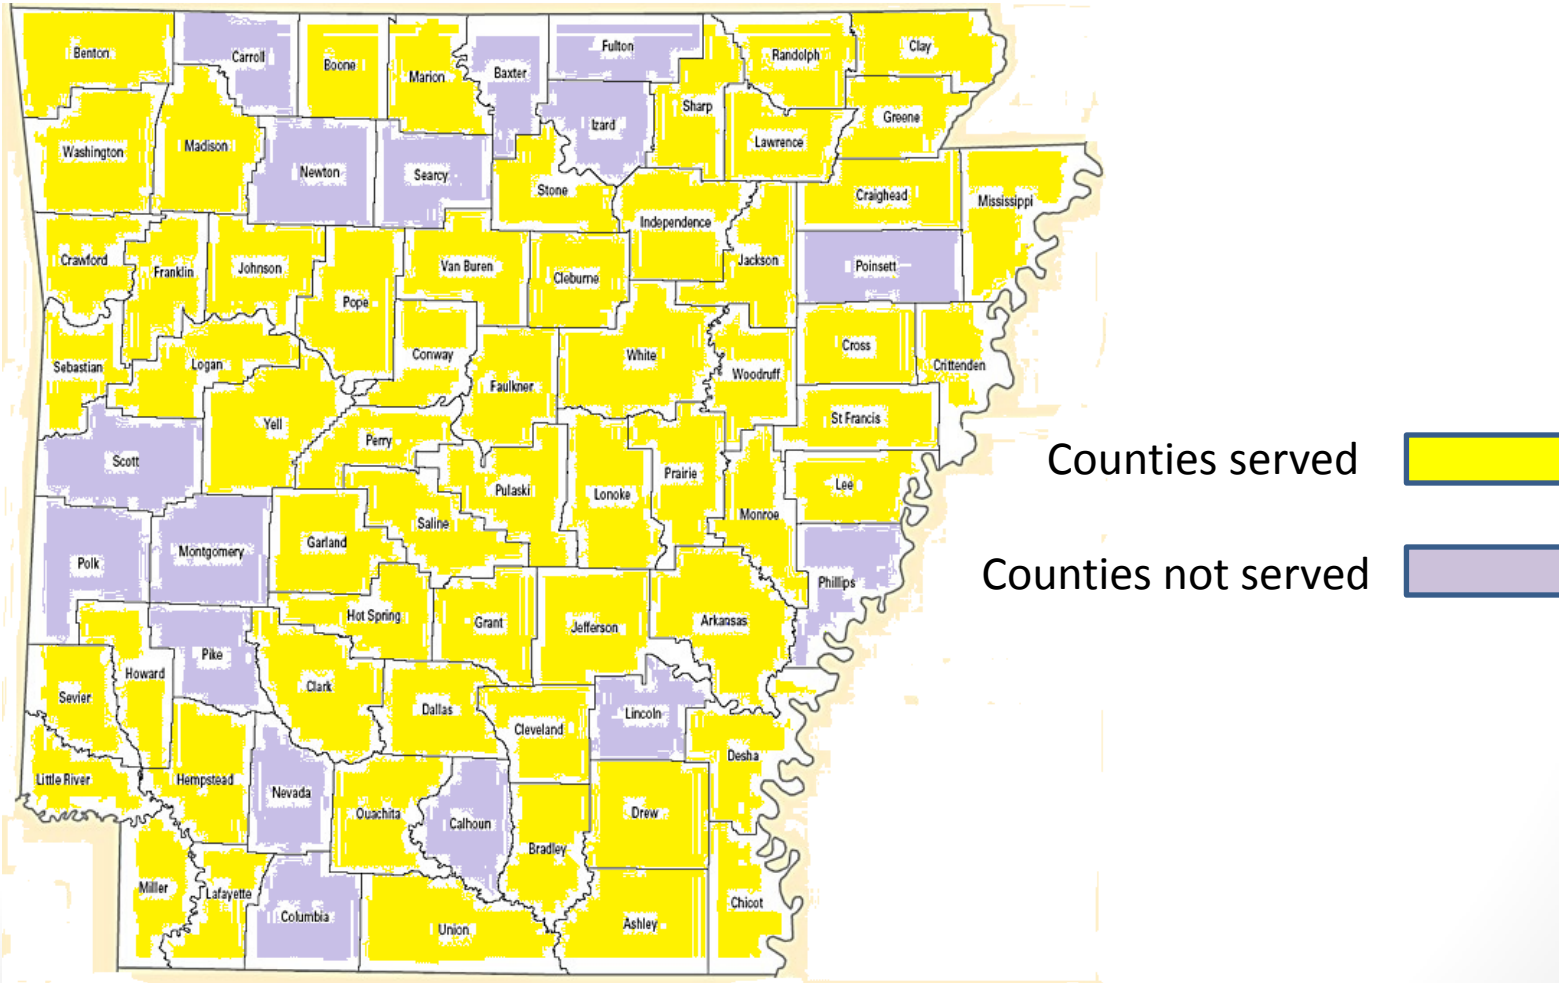 Benton
Carroll
Boone
Marion
Baxter
Fulton
Randolph
Clay
Izard
Sharp
Greene
Washington
Madison
Newton
Searcy
Stone
Lawrence
Craighead
Mississippi
Independence
Crawford
Franklin
Johnson
Pope
Van Buren
Cleburne
Jackson
Poinsett
Sebastian
Logan
Conway
Faulkner
White
Woodruff
Cross
Crittenden
Yell
Perry
St Francis
Scott
Pulaski
Lonoke
Prairie
Monroe
Lee
Counties served
Polk
Montgomery
Garland
Saline
Phillips
Counties not served
Hot Spring
Grant
Jefferson
Arkansas
Sevier
Howard
Pike
Clark
Dallas
Cleveland
Lincoln
Desha
Little River
Hempstead
Nevada
Ouachita
Calhoun
Bradley
Drew
Miller
Lafayette
Columbia
Union
Ashley
Chicot